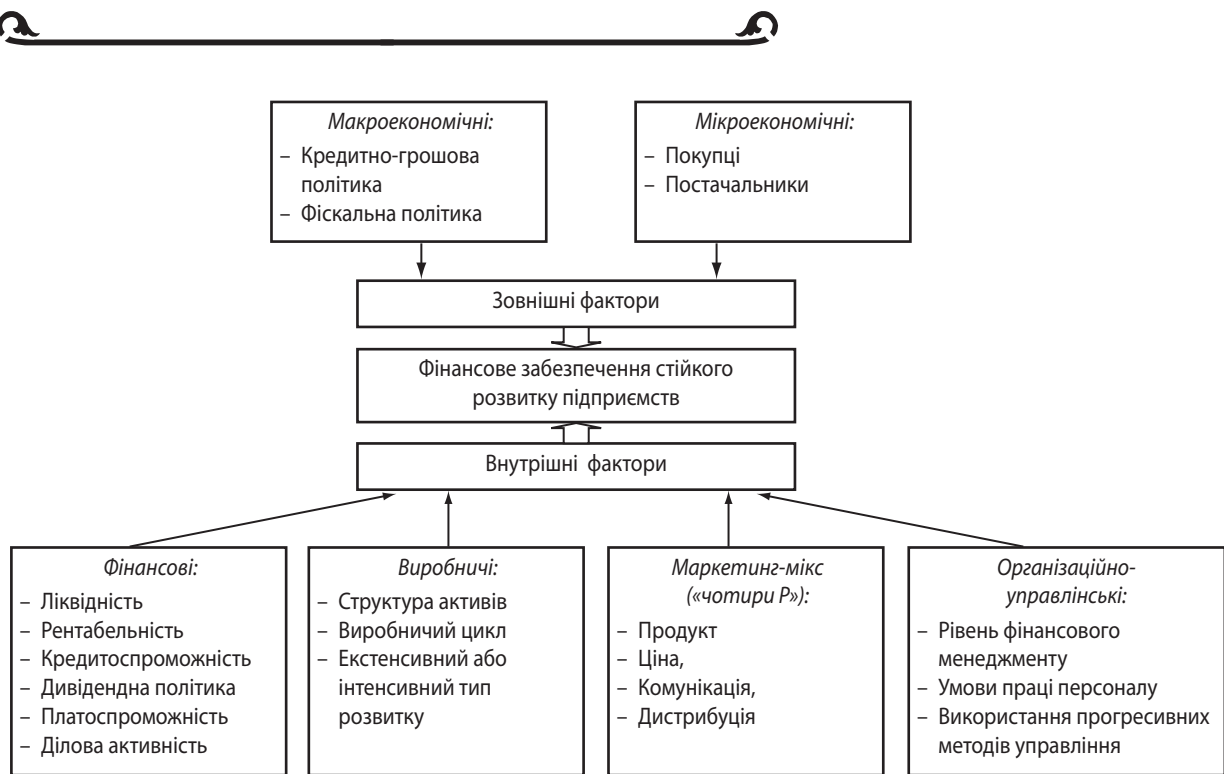 Макроекономічні:
– Кредитно-грошова
політика
– Фіскальна політика
Мікроекономічні:
– Покупці
– Постачальники
Зовнішні фактори
Фінансове забезпечення стійкого
розвитку підприємств
Внутрішні фактори
Фінансові:
– Ліквідність
– Рентабельність
– Кредитоспроможність
– Дивідендна політика
– Платоспроможність
– Ділова активність
Виробничі:
– Структура активів
– Виробничий цикл
– Екстенсивний або
інтенсивний тип
розвитку
Маркетинг-мікс
(«чотири Р»):
– Продукт
– Ціна,
– Комунікація,
– Дистрибуція
Організаційно-
управлінські:
– Рівень фінансового
менеджменту
– Умови праці персоналу
– Використання прогресивних
методів управління